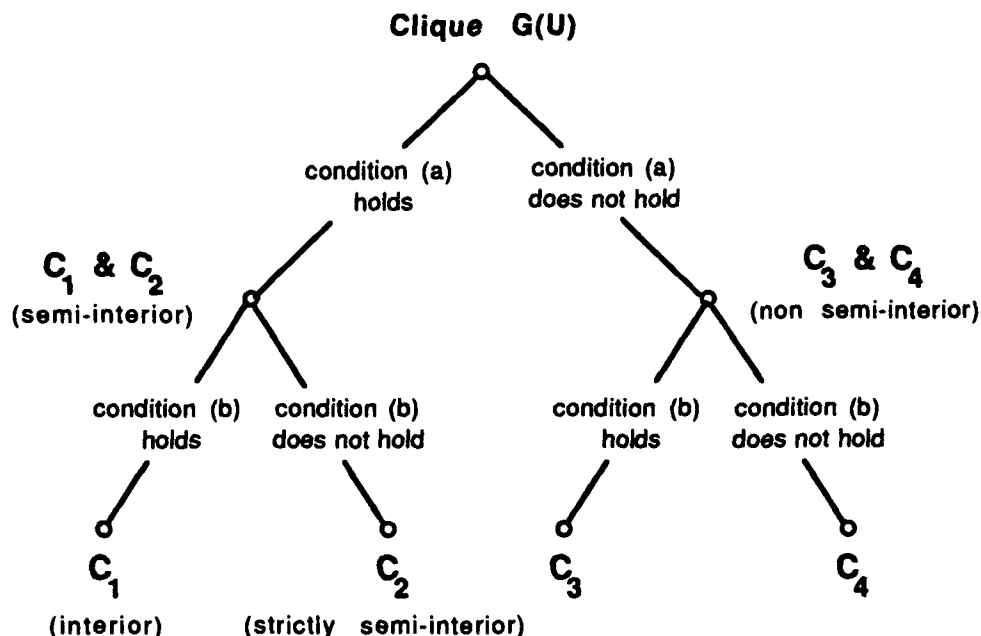 Clique G(U)
condition (a)
holds
condition (a)
does not hold
C1 & C2
(semi-interior)
C3 & C4
(non semi-interior)
condition (b)
holds
condition (b)
does not hold
condition (b)
holds
condition (b)
does not hold
C1
(interior)
C2
(strictly semi-interior)
C3
C4